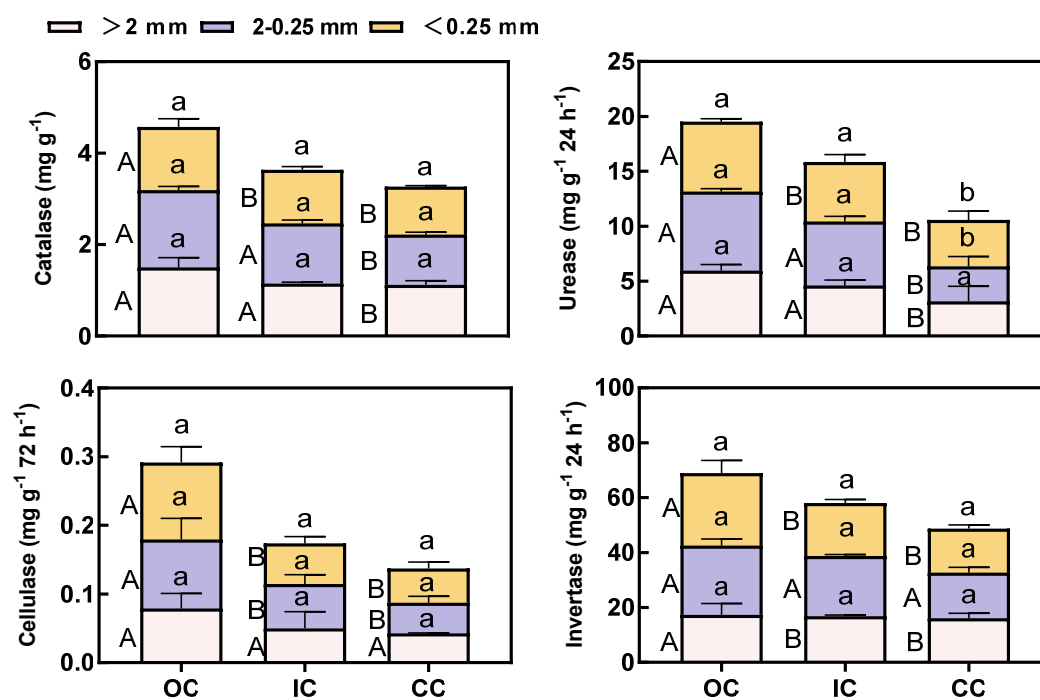 >2 mm 2-0.25 mm <0.25 mm
Catalase (mg g⁻¹)
6
4
2
0
a a a
A a B a B a
A a A a B a
A A B
Urease (mg g⁻¹ 24 h⁻¹)
25
20
15
10
5
0
a a b
A a B a B b
A a A a B a
A A B
Cellulase (mg g⁻¹ 72 h⁻¹)
0.4
0.3
0.2
0.1
0.0
a a a
A a B a B a
A a B a B a
A A A
OC IC CC
Invertase (mg g⁻¹ 24 h⁻¹)
100
80
60
40
20
0
a a a
A a B a B a
A a A a A a
A B B
OC IC CC